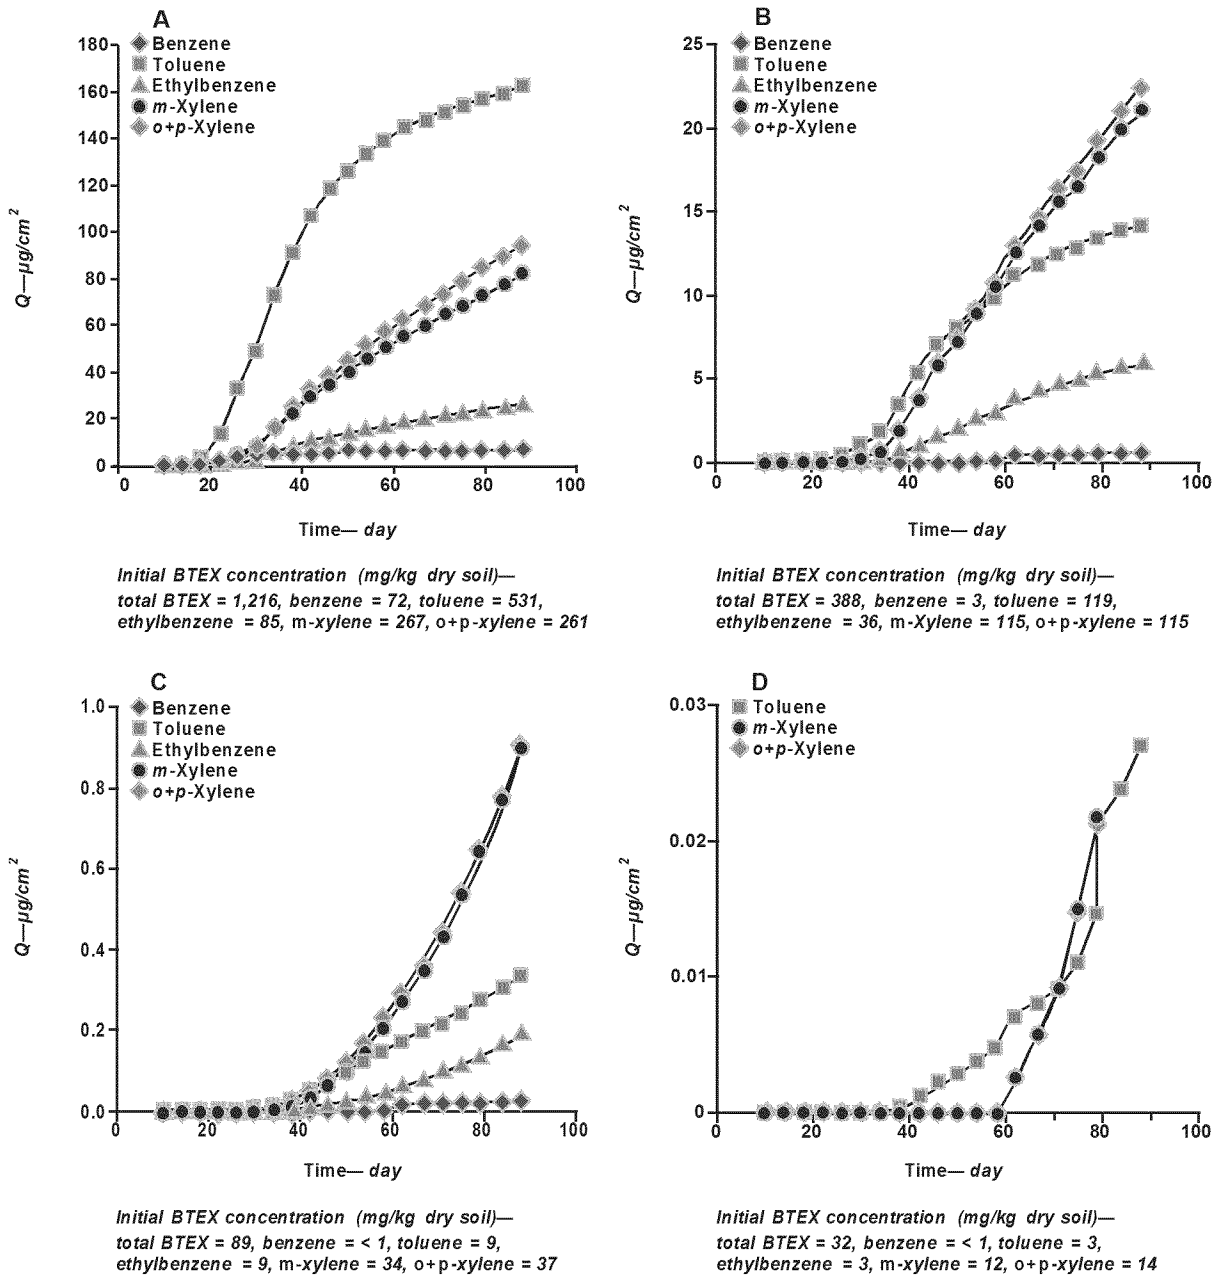 A
180
160
140
120
100
80
60
40
20
0
Q—µg/cm²
Benzene
Toluene
Ethylbenzene
m-Xylene
o+p-Xylene
0 20 40 60 80 100
Time— day
Initial BTEX concentration (mg/kg dry soil)—
total BTEX = 1,216, benzene = 72, toluene = 531,
ethylbenzene = 85, m-xylene = 267, o+p-xylene = 261
B
25
20
15
10
5
0
Q—µg/cm²
Benzene
Toluene
Ethylbenzene
m-Xylene
o+p-Xylene
0 20 40 60 80 100
Time— day
Initial BTEX concentration (mg/kg dry soil)—
total BTEX = 388, benzene = 3, toluene = 119,
ethylbenzene = 36, m-Xylene = 115, o+p-xylene = 115
C
1.0
0.8
0.6
0.4
0.2
0.0
Q—µg/cm²
Benzene
Toluene
Ethylbenzene
m-Xylene
o+p-Xylene
0 20 40 60 80 100
Time— day
Initial BTEX concentration (mg/kg dry soil)—
total BTEX = 89, benzene = < 1, toluene = 9,
ethylbenzene = 9, m-xylene = 34, o+p-xylene = 37
D
0.03
0.02
0.01
0
Q—µg/cm²
Toluene
m-Xylene
o+p-Xylene
0 20 40 60 80 100
Time— day
Initial BTEX concentration (mg/kg dry soil)—
total BTEX = 32, benzene = < 1, toluene = 3,
ethylbenzene = 3, m-xylene = 12, o+p-xylene = 14